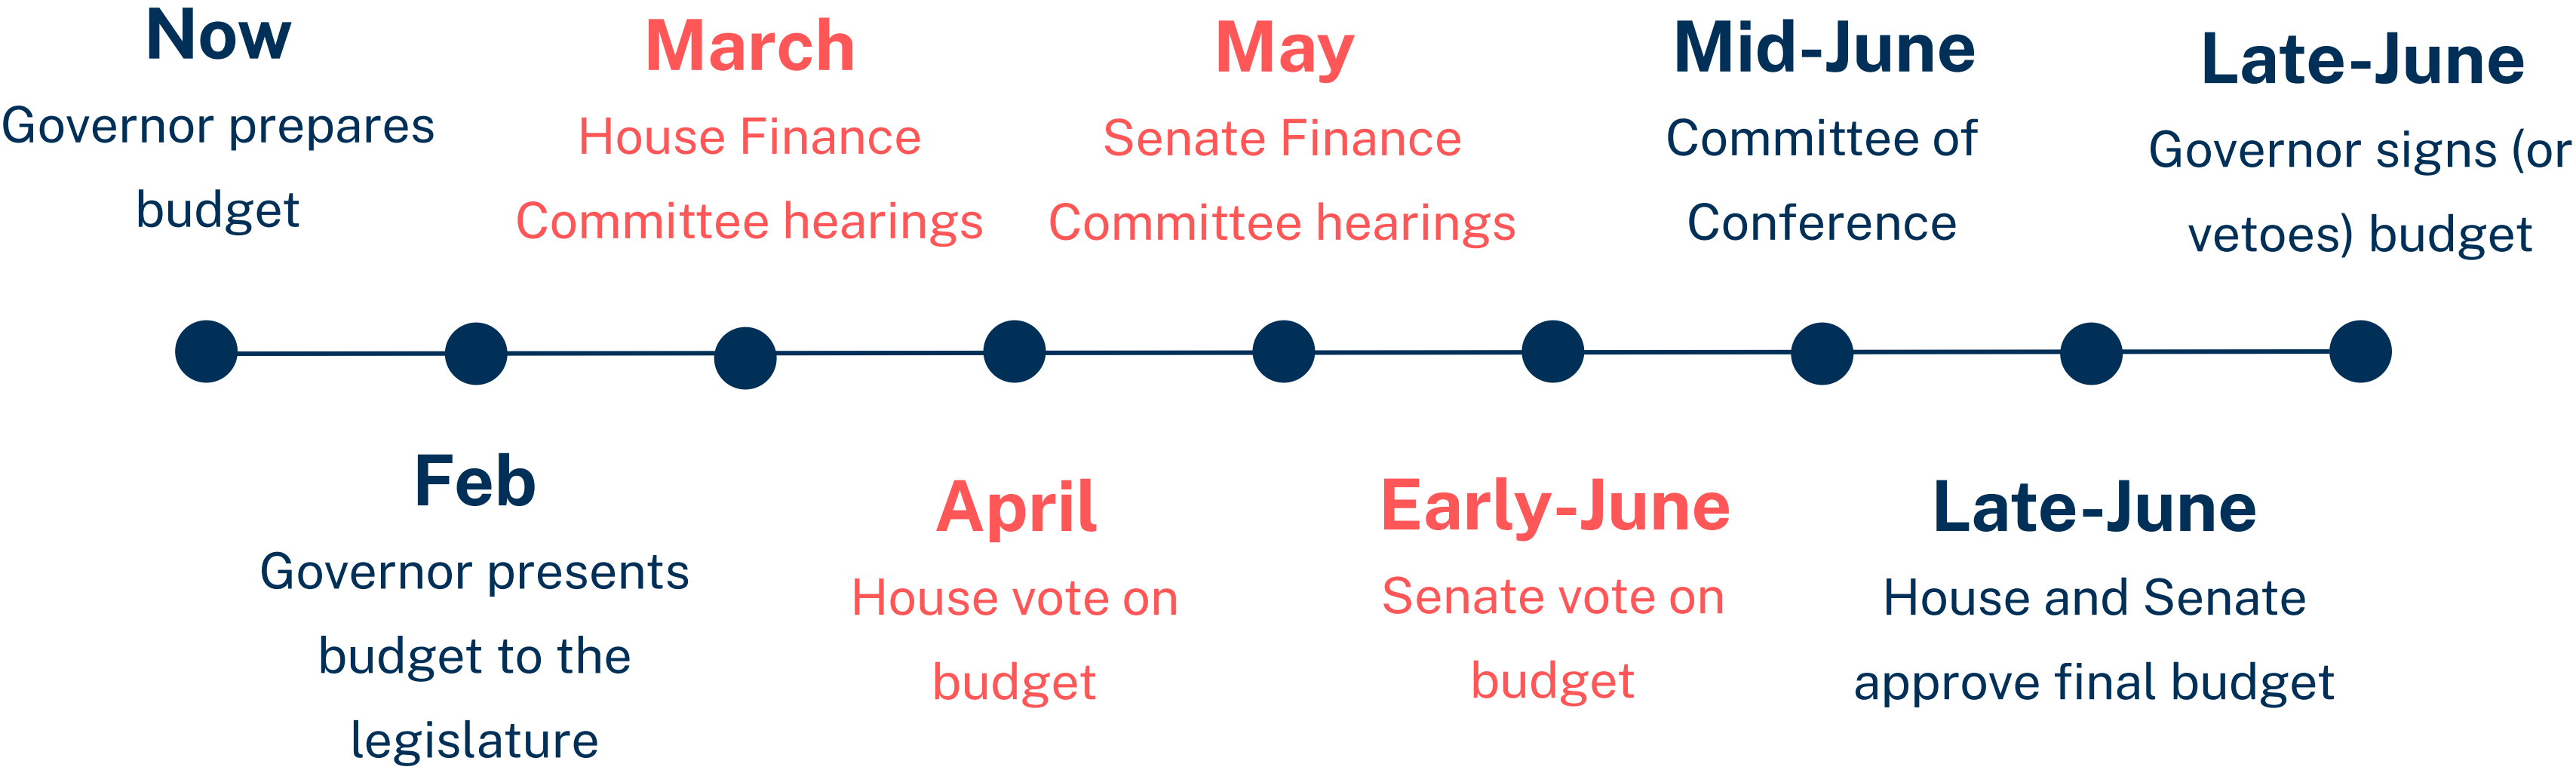 Now
Governor prepares
budget
Feb
Governor presents
budget to the
legislature
March
House Finance
Committee hearings
April
House vote on
budget
May
Senate Finance
Committee hearings
Early-June
Senate vote on
budget
Mid-June
Committee of
Conference
Late-June
House and Senate
approve final budget
Late-June
Governor signs (or
vetoes) budget